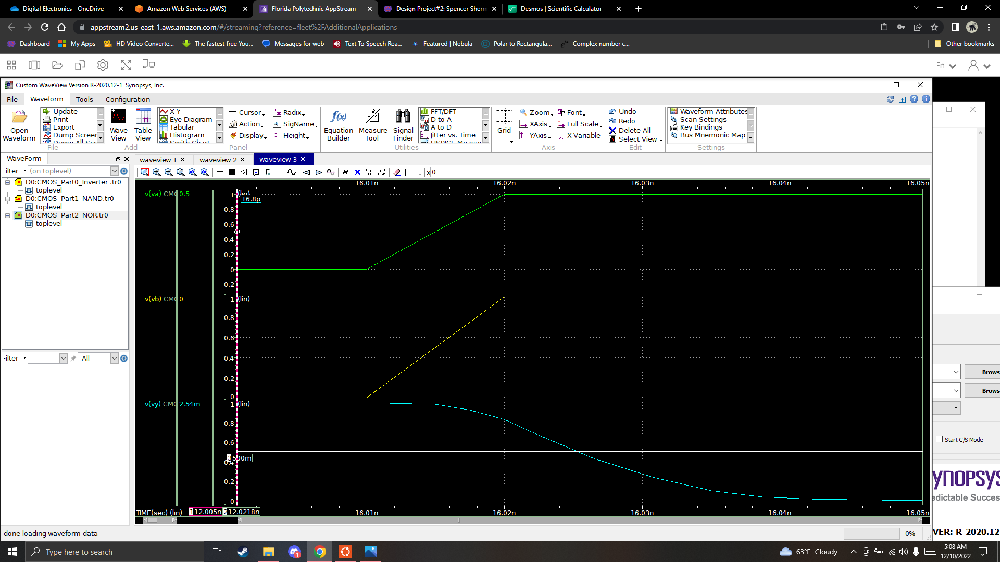 Digital Electronics - OneDrive
Amazon Web Services (AWS)
Florida Polytechnic AppStream
Design Project#2: Spencer Sherm
Desmos | Scientific Calculator
appstream2.us-east-1.aws.amazon.com/#/streaming?reference=fleet%2FAdditionalApplications
Dashboard
My Apps
HD Video Converte...
The fastest free You...
Messages for web
Text To Speech Rea...
Featured | Nebula
Polar to Rectangula...
Complex number c...
Other bookmarks
Fn
Custom WaveView Version R-2020.12-1 Synopsys, Inc.
File Waveform Tools Configuration
Open Waveform
Update
Print
Export
Dump Screen
File
Wave View
Table View
Add
X-Y
Eye Diagram
Tabular
Histogram
Smith Chart
Cursor
Action
Display
Radix
SigName
Height
Panel
Equation Builder
Measure Tool
Signal Finder
FFT/DFT
D to A
A to D
Jitter vs. Time
Utilities
Grid
Zoom
XAxis
YAxis
Font
Full Scale
X Variable
Axis
Undo
Redo
Delete All
Select View
Edit
Waveform Attributes
Scan Settings
Key Bindings
Bus Mnemonic Map
Settings
WaveForm
waveview 1
waveview 2
waveview 3
Filter: (on toplevel)
x 0
D0:CMOS_Part0_Inverter .tr0
toplevel
D0:CMOS_Part1_NAND.tr0
toplevel
D0:CMOS_Part2_NOR.tr0
toplevel
Filter: All
16.01n 16.02n 16.03n 16.04n 16.05n
v(va) CMO 0.5
1 (lin)
16.8p
0.8
0.6
0.4
0.2
0
-0.2
v(vb) CMO 0
1 (lin)
0.8
0.6
0.4
0.2
0
v(vy) CMO 2.54m
1 (lin)
0.8
0.6
500m
0.4
0.2
0
TIME(sec) (lin) 1 12.005n 2 12.0218n 16.01n 16.02n 16.03n 16.04n 16.05n
done loading waveform data
0%
Brows
Brows
Start C/S Mode
ynopsys
edictable Succes
VER: R-2020.12
Type here to search
1
63°F Cloudy
5:08 AM
12/10/2022